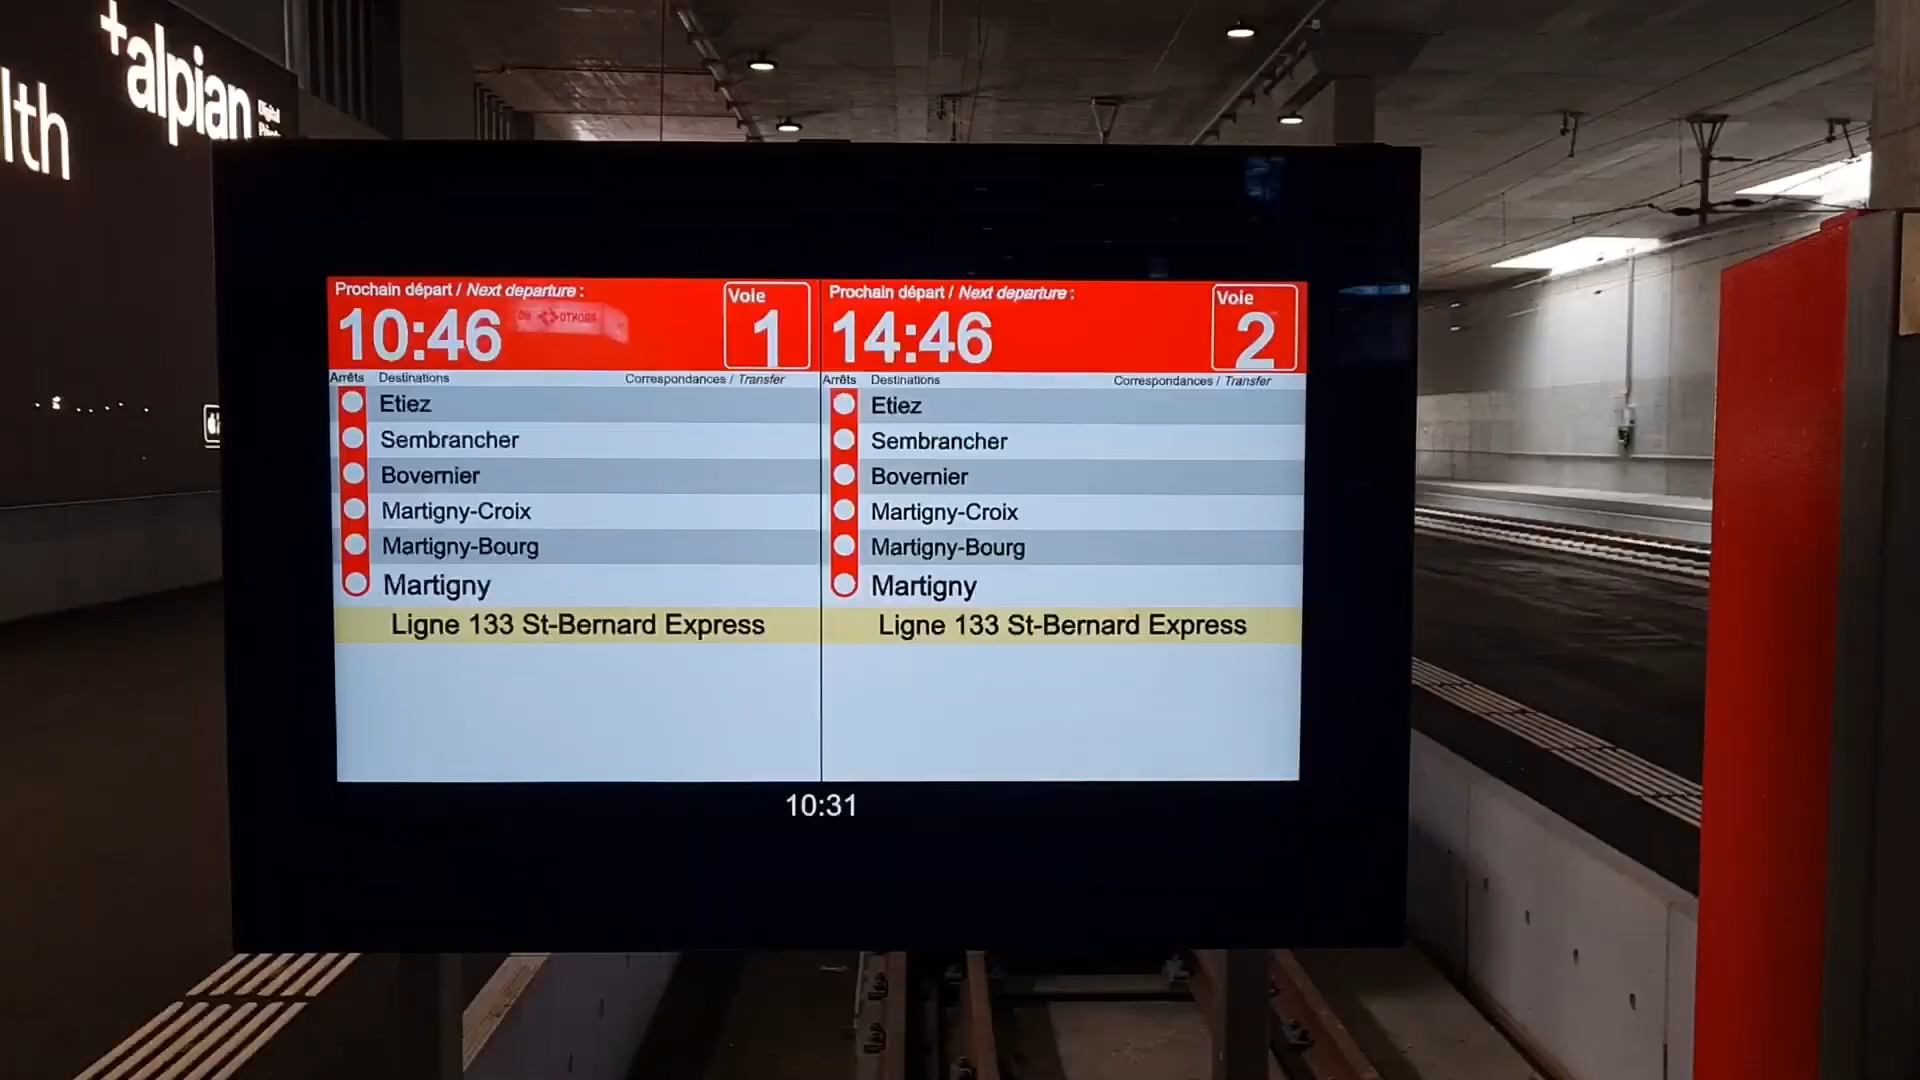 +alpian
lth
Prochain départ / Next departure :
10:46
Voie
1
Arrêts Destinations Correspondances / Transfer
Etiez
Sembrancher
Bovernier
Martigny-Croix
Martigny-Bourg
Martigny
Ligne 133 St-Bernard Express
Prochain départ / Next departure :
14:46
Voie
2
Arrêts Destinations Correspondances / Transfer
Etiez
Sembrancher
Bovernier
Martigny-Croix
Martigny-Bourg
Martigny
Ligne 133 St-Bernard Express
10:31